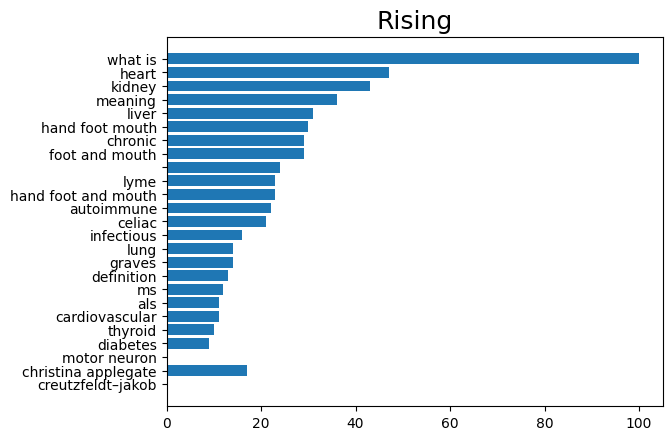 Rising
what is
heart
kidney
meaning
liver
hand foot mouth
chronic
foot and mouth
lyme
hand foot and mouth
autoimmune
celiac
infectious
lung
graves
definition
ms
als
cardiovascular
thyroid
diabetes
motor neuron
christina applegate
creutzfeldt–jakob
0 20 40 60 80 100